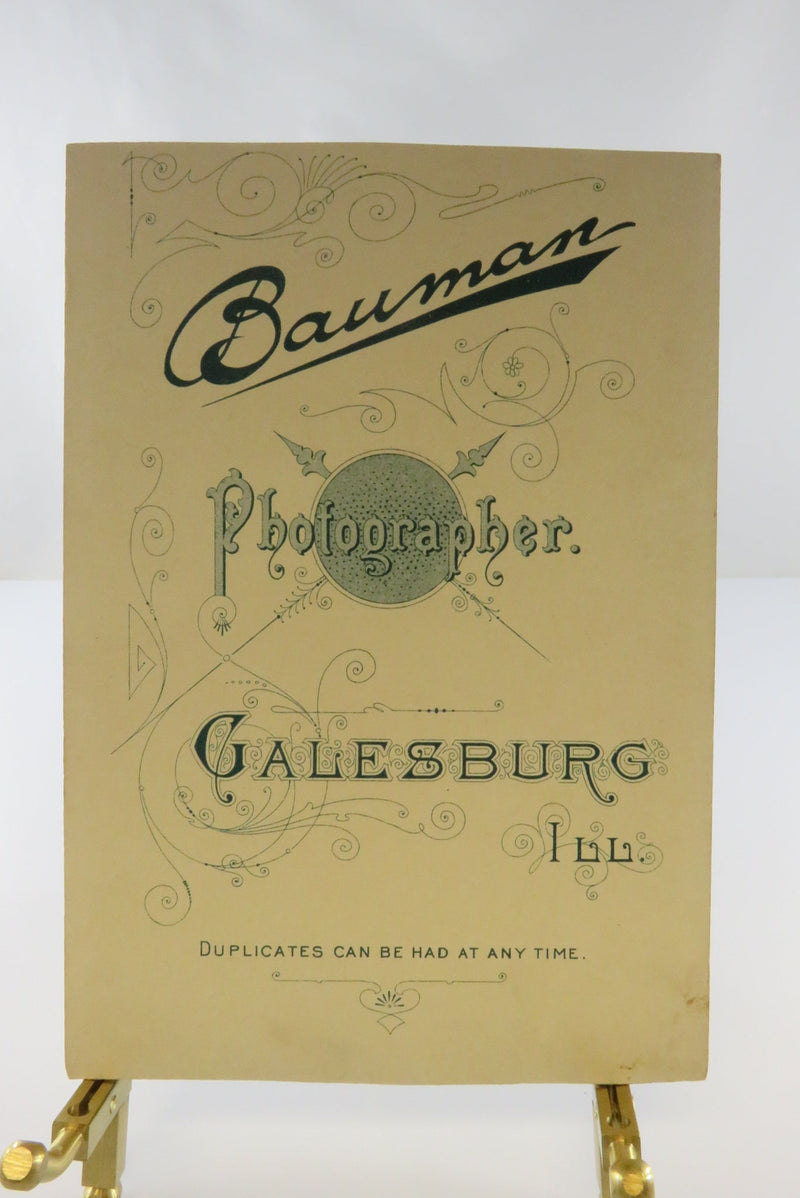 Bauman
Photographer.
GALESBURG
ILL.
DUPLICATES CAN BE HAD AT ANY TIME.